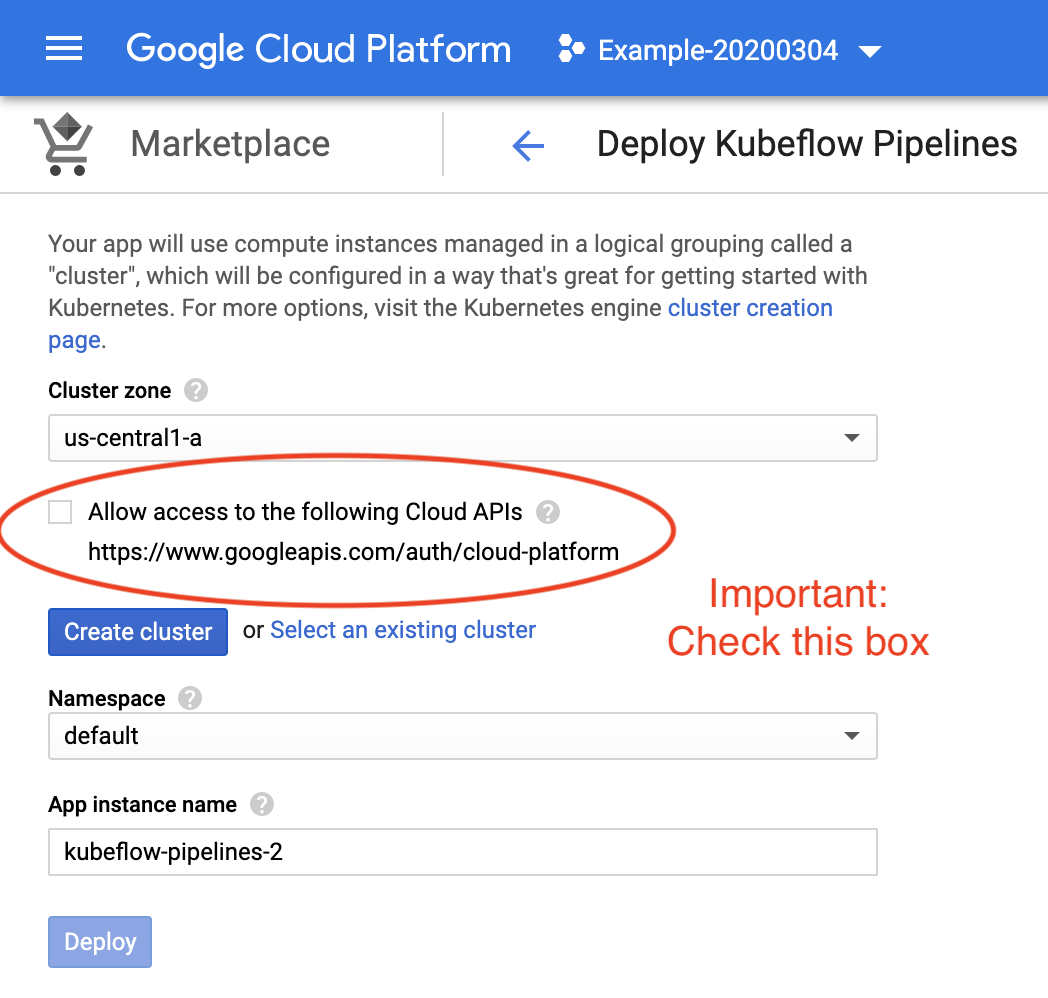 Google Cloud Platform Example-20200304
Marketplace Deploy Kubeflow Pipelines
Your app will use compute instances managed in a logical grouping called a
"cluster", which will be configured in a way that's great for getting started with
Kubernetes. For more options, visit the Kubernetes engine cluster creation
page.
Cluster zone ?
us-central1-a
Allow access to the following Cloud APIs ?
https://www.googleapis.com/auth/cloud-platform
Important:
Check this box
Create cluster or Select an existing cluster
Namespace ?
default
App instance name ?
kubeflow-pipelines-2
Deploy